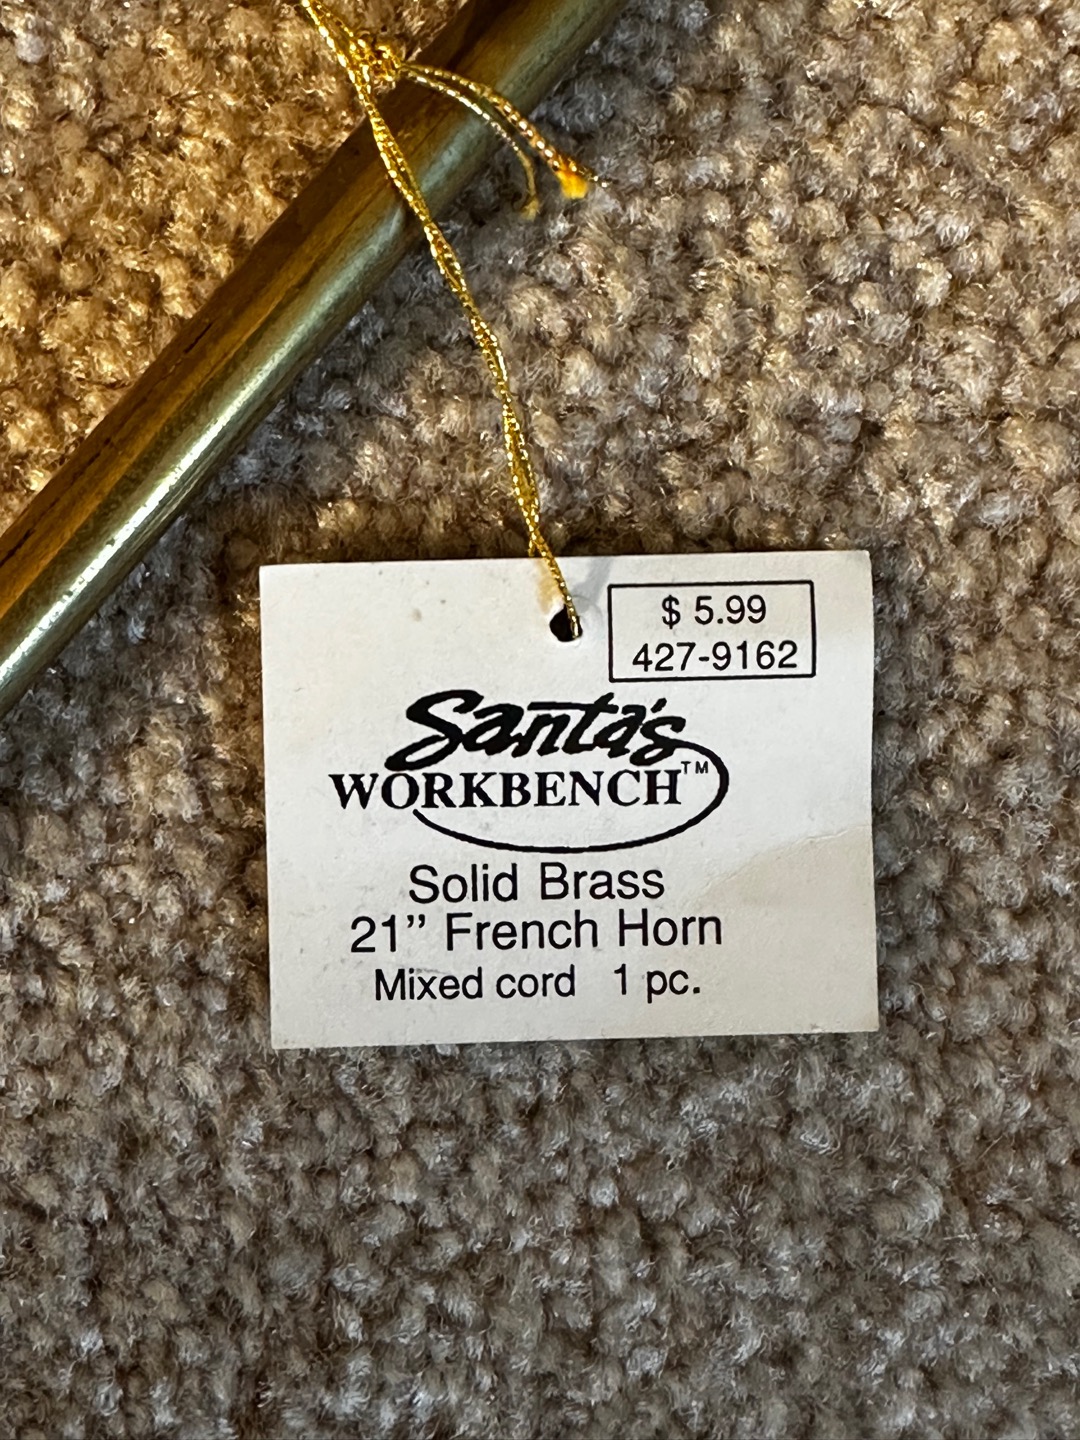 $ 5.99
427-9162
Santa's
WORKBENCH™
Solid Brass
21” French Horn
Mixed cord 1 pc.